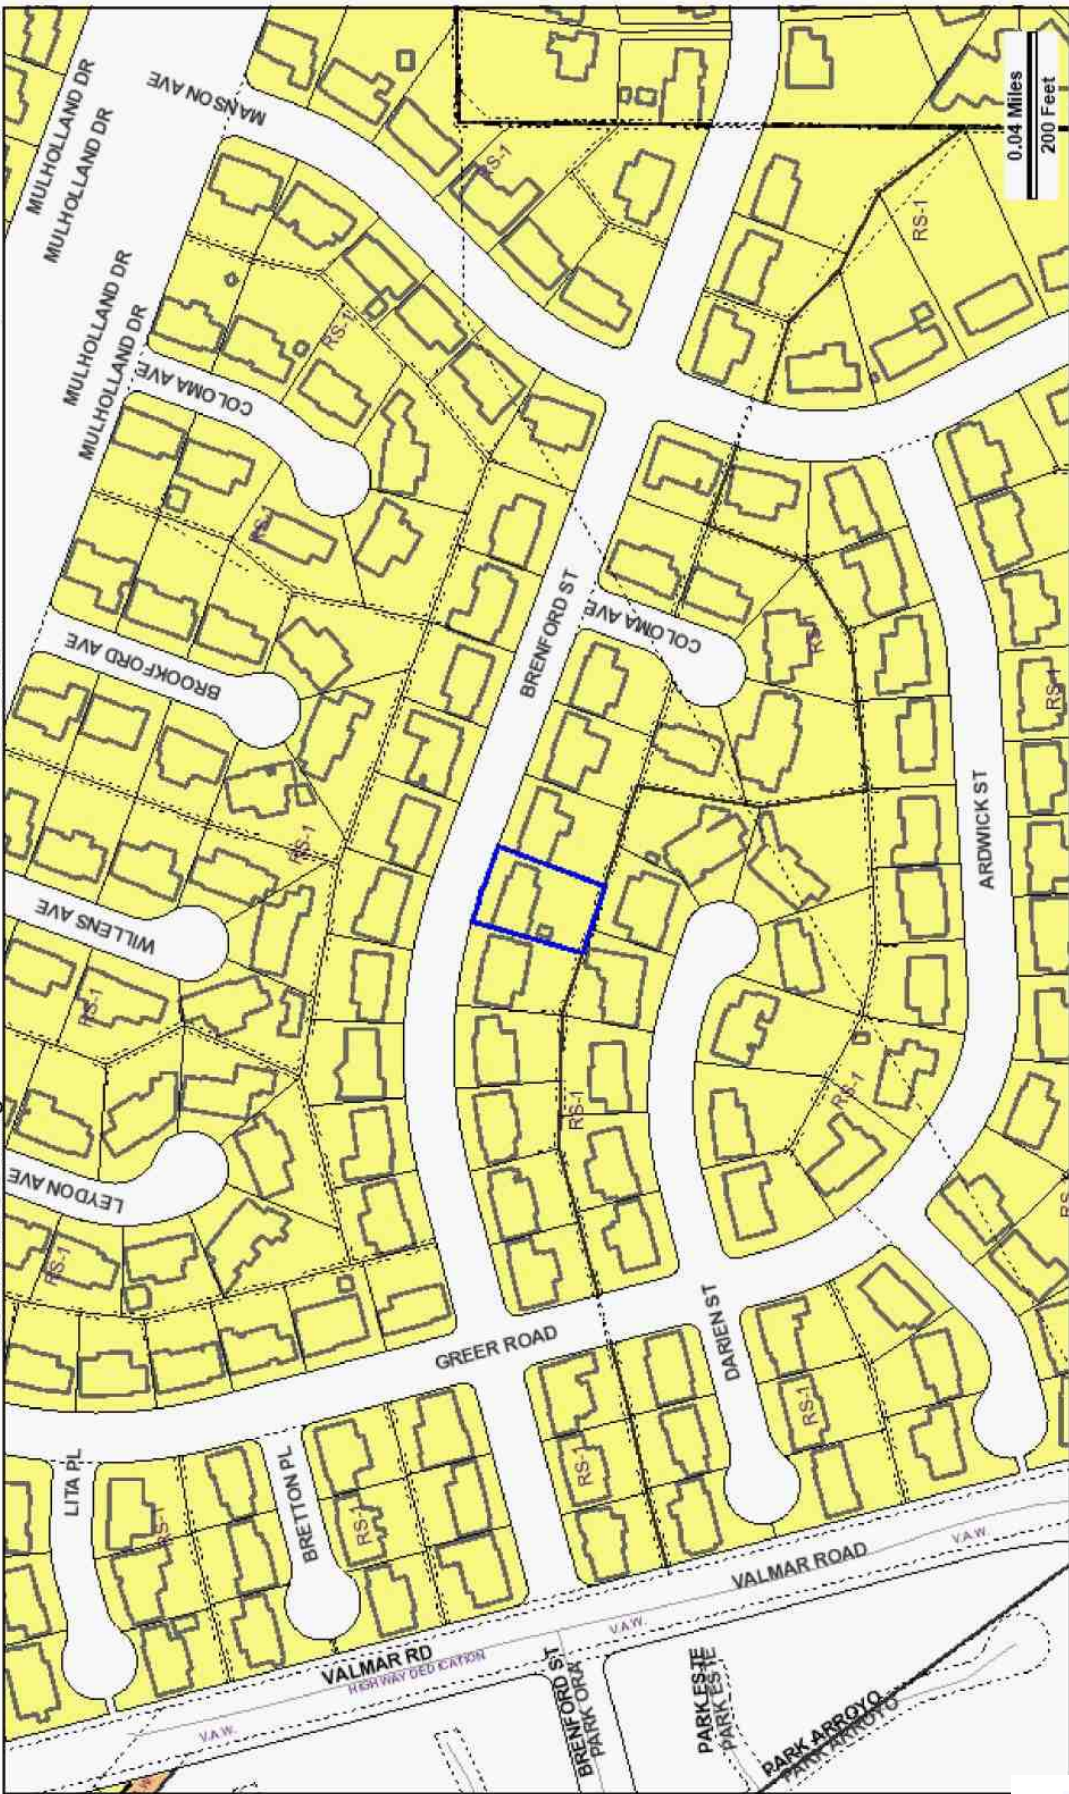 MULHOLLAND DR
MULHOLLAND DR
MANSON AVE
RS-1
0.04 Miles
200 Feet
RS-1
MULHOLLAND DR
MULHOLLAND DR
RS-1
COLOMA AVE
RS-1
BRENFORD ST
COLOMA AVE
RS-1
BROOKFORD AVE
RS-1
ARDWICK ST
RS-1
WILLENS AVE
RS-1
RS-1
RS-1
LEYDON AVE
RS-1
RS
GREER ROAD
DARIEN ST
RS-1
RS-1
LITA PL
RS-1
BRETTON PL
RS-1
VALMAR ROAD
V.A.W.
VALMAR RD
HIGHWAY DEDICATION
V.A.W.
V.A.W.
BRENFORD ST
PARK ORA
PARK ESTE
PARK ESTE
PARK ARROYO
PARK ARROYO